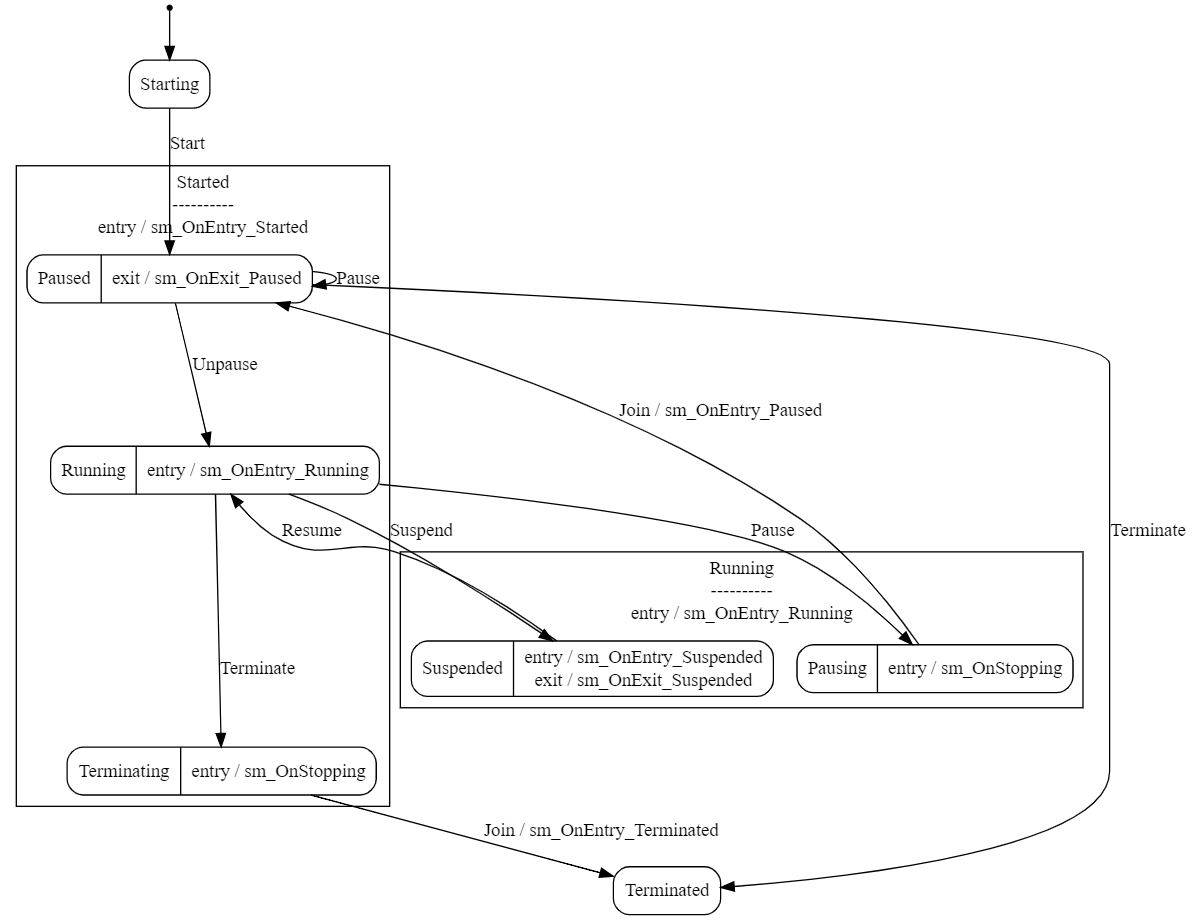 Starting
Start
Started
----------
entry / sm_OnEntry_Started
Paused
exit / sm_OnExit_Paused
Pause
Unpause
Join / sm_OnEntry_Paused
Running
entry / sm_OnEntry_Running
Resume
Suspend
Pause
Terminate
Running
----------
entry / sm_OnEntry_Running
Suspended
entry / sm_OnEntry_Suspended
exit / sm_OnExit_Suspended
Pausing
entry / sm_OnStopping
Terminate
Terminating
entry / sm_OnStopping
Join / sm_OnEntry_Terminated
Terminated